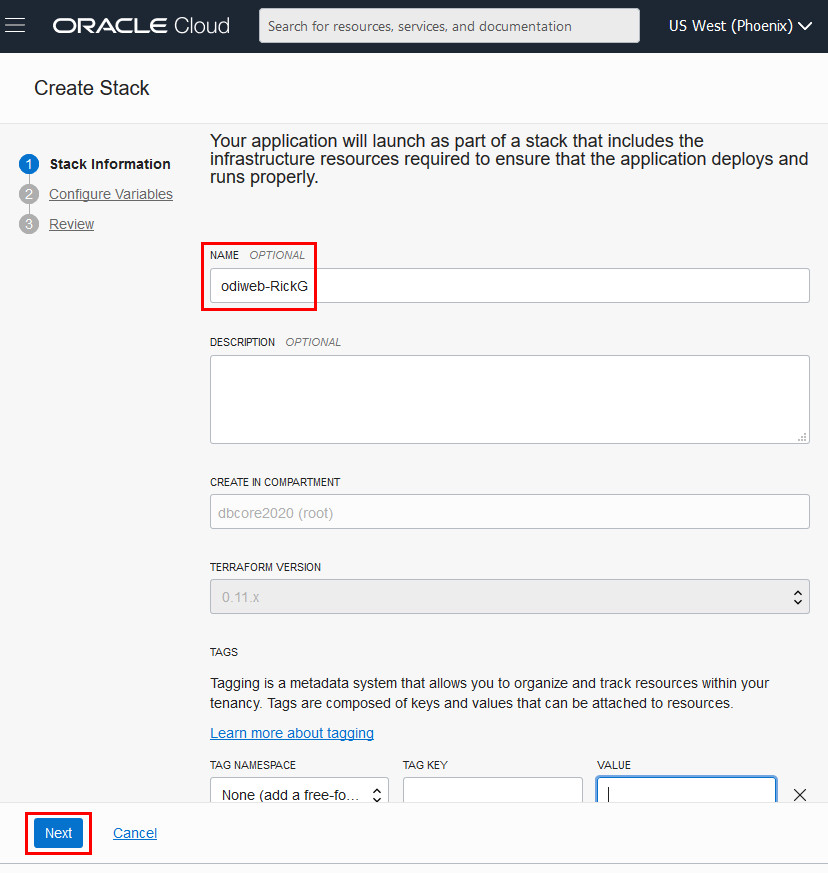 ORACLE Cloud
Search for resources, services, and documentation
US West (Phoenix)
Create Stack
1 Stack Information
2 Configure Variables
3 Review
Your application will launch as part of a stack that includes the
infrastructure resources required to ensure that the application deploys and
runs properly.
NAME OPTIONAL
odiweb-RickG
DESCRIPTION OPTIONAL
CREATE IN COMPARTMENT
dbcore2020 (root)
TERRAFORM VERSION
0.11.x
TAGS
Tagging is a metadata system that allows you to organize and track resources within your
tenancy. Tags are composed of keys and values that can be attached to resources.
Learn more about tagging
TAG NAMESPACE TAG KEY VALUE
None (add a free-fo...
Next Cancel